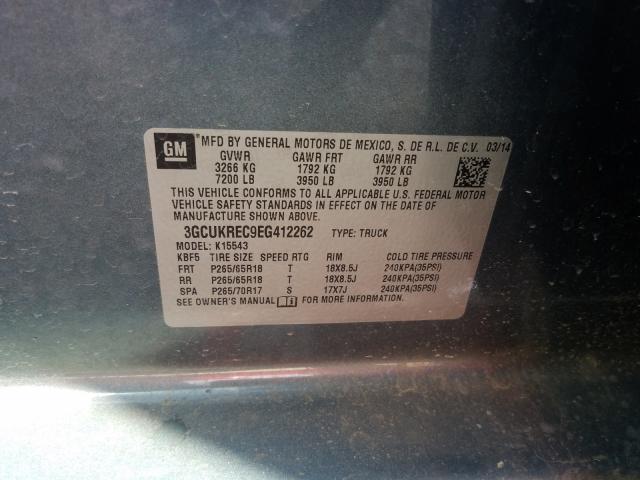 GM
MFD BY GENERAL MOTORS DE MEXICO, S. DE R.L. DE C.V. 03/14
GVWR GAWR FRT GAWR RR
3266 KG 1792 KG 1792 KG
7200 LB 3950 LB 3950 LB
THIS VEHICLE CONFORMS TO ALL APPLICABLE U.S. FEDERAL MOTOR
VEHICLE SAFETY STANDARDS IN EFFECT ON THE DATE OF
MANUFACTURE SHOWN ABOVE.
3GCUKREC9EG412262 TYPE: TRUCK
MODEL: K15543
KBF5 TIRE SIZE SPEED RTG RIM COLD TIRE PRESSURE
FRT P265/65R18 T 18X8.5J 240KPA(35PSI)
RR P265/65R18 T 18X8.5J 240KPA(35PSI)
SPA P265/70R17 S 17X7J 240KPA(35PSI)
SEE OWNER'S MANUAL FOR MORE INFORMATION.